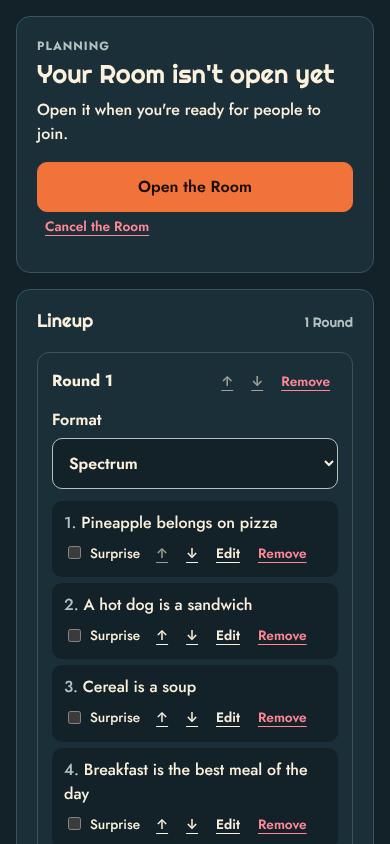 PLANNING
Your Room isn't open yet
Open it when you're ready for people to
join.
Open the Room
Cancel the Room
Lineup
1 Round
Round 1
↑ ↓ Remove
Format
Spectrum
1. Pineapple belongs on pizza
Surprise ↑ ↓ Edit Remove
2. A hot dog is a sandwich
Surprise ↑ ↓ Edit Remove
3. Cereal is a soup
Surprise ↑ ↓ Edit Remove
4. Breakfast is the best meal of the
day
Surprise ↑ ↓ Edit Remove